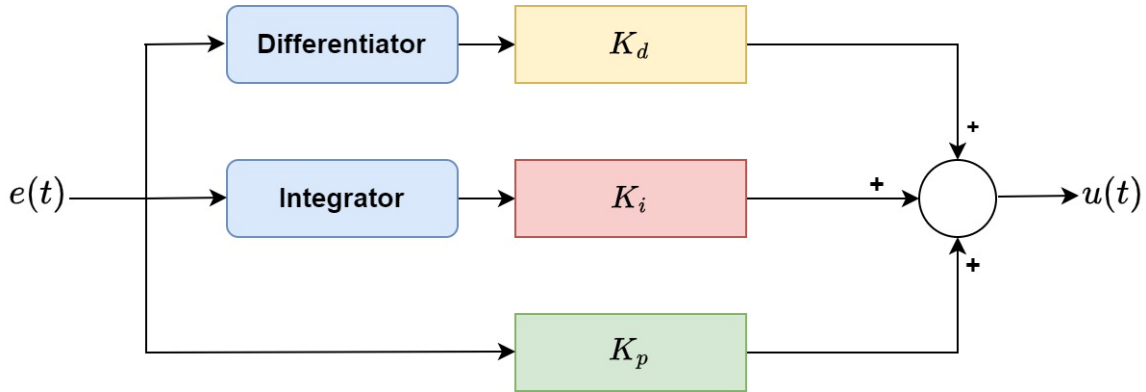 Differentiator
K_d
+
e(t)
Integrator
K_i
+
u(t)
+
K_p